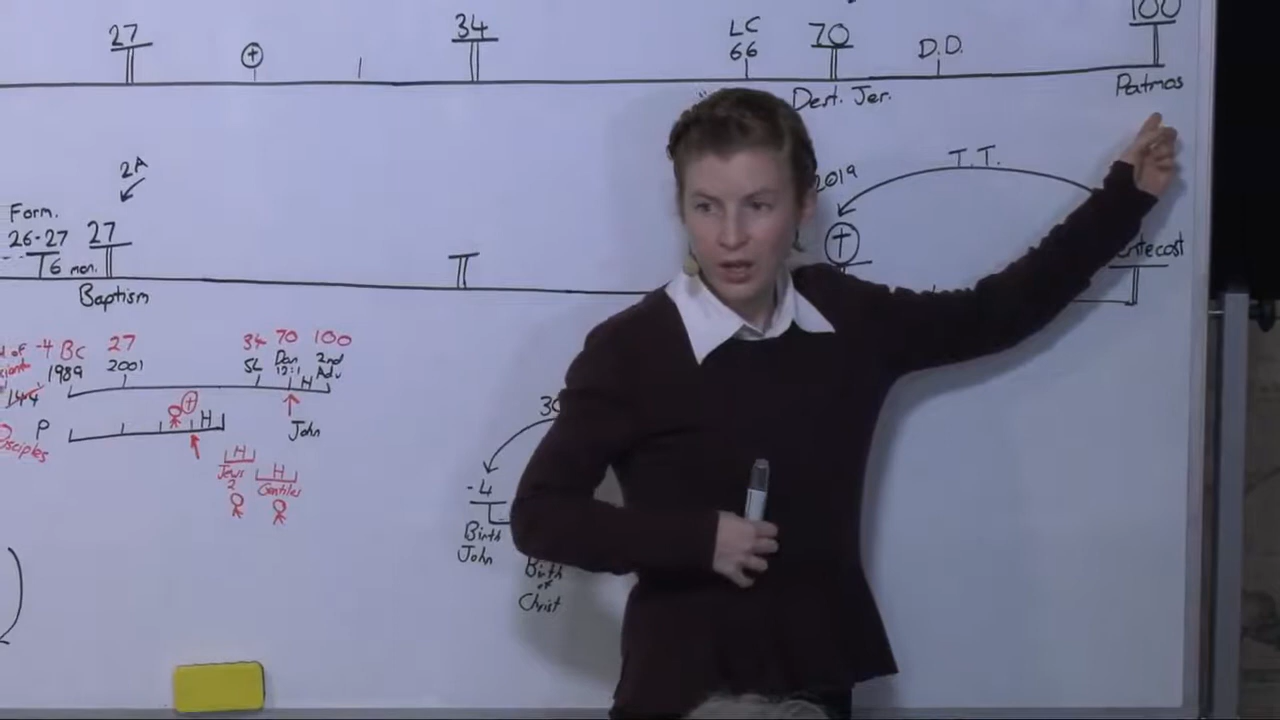 27
34
LC
66
70
D.D.
100
Dest. Jer.
Patmos
2A
2019
T.T.
Form.
26-27
27
6 mon.
Baptism
-4 BC 27 34 70 100
1989 2001 SL Dan 2nd
12:1 Adv
144
H
P
H
John
Disciples
H
Jews
2
H
Gentiles
-4
Birth
John
Birth
of
Christ